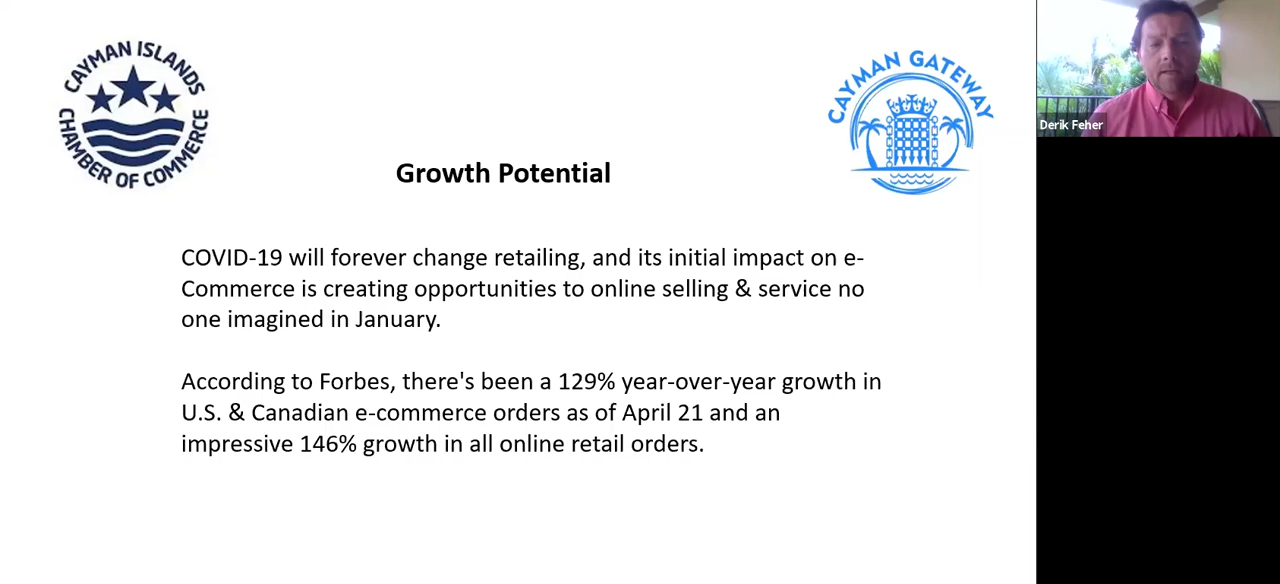 CAYMAN ISLANDS
CHAMBER OF COMMERCE
CAYMAN GATEWAY
Derik Feher
Growth Potential
COVID-19 will forever change retailing, and its initial impact on e-
Commerce is creating opportunities to online selling & service no
one imagined in January.
According to Forbes, there's been a 129% year-over-year growth in
U.S. & Canadian e-commerce orders as of April 21 and an
impressive 146% growth in all online retail orders.